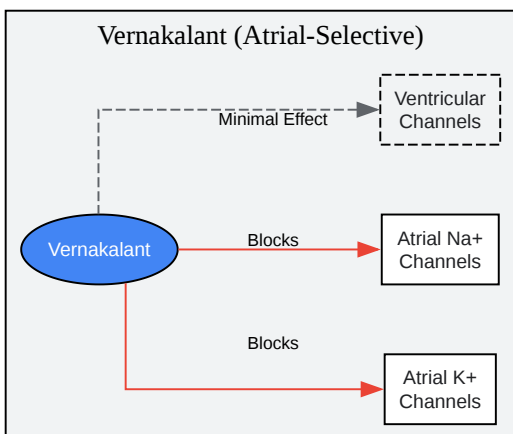 Vernakalant (Atrial-Selective)
Ventricular
Channels
Minimal Effect
Vernakalant
Blocks
Atrial Na+
Channels
Blocks
Atrial K+
Channels